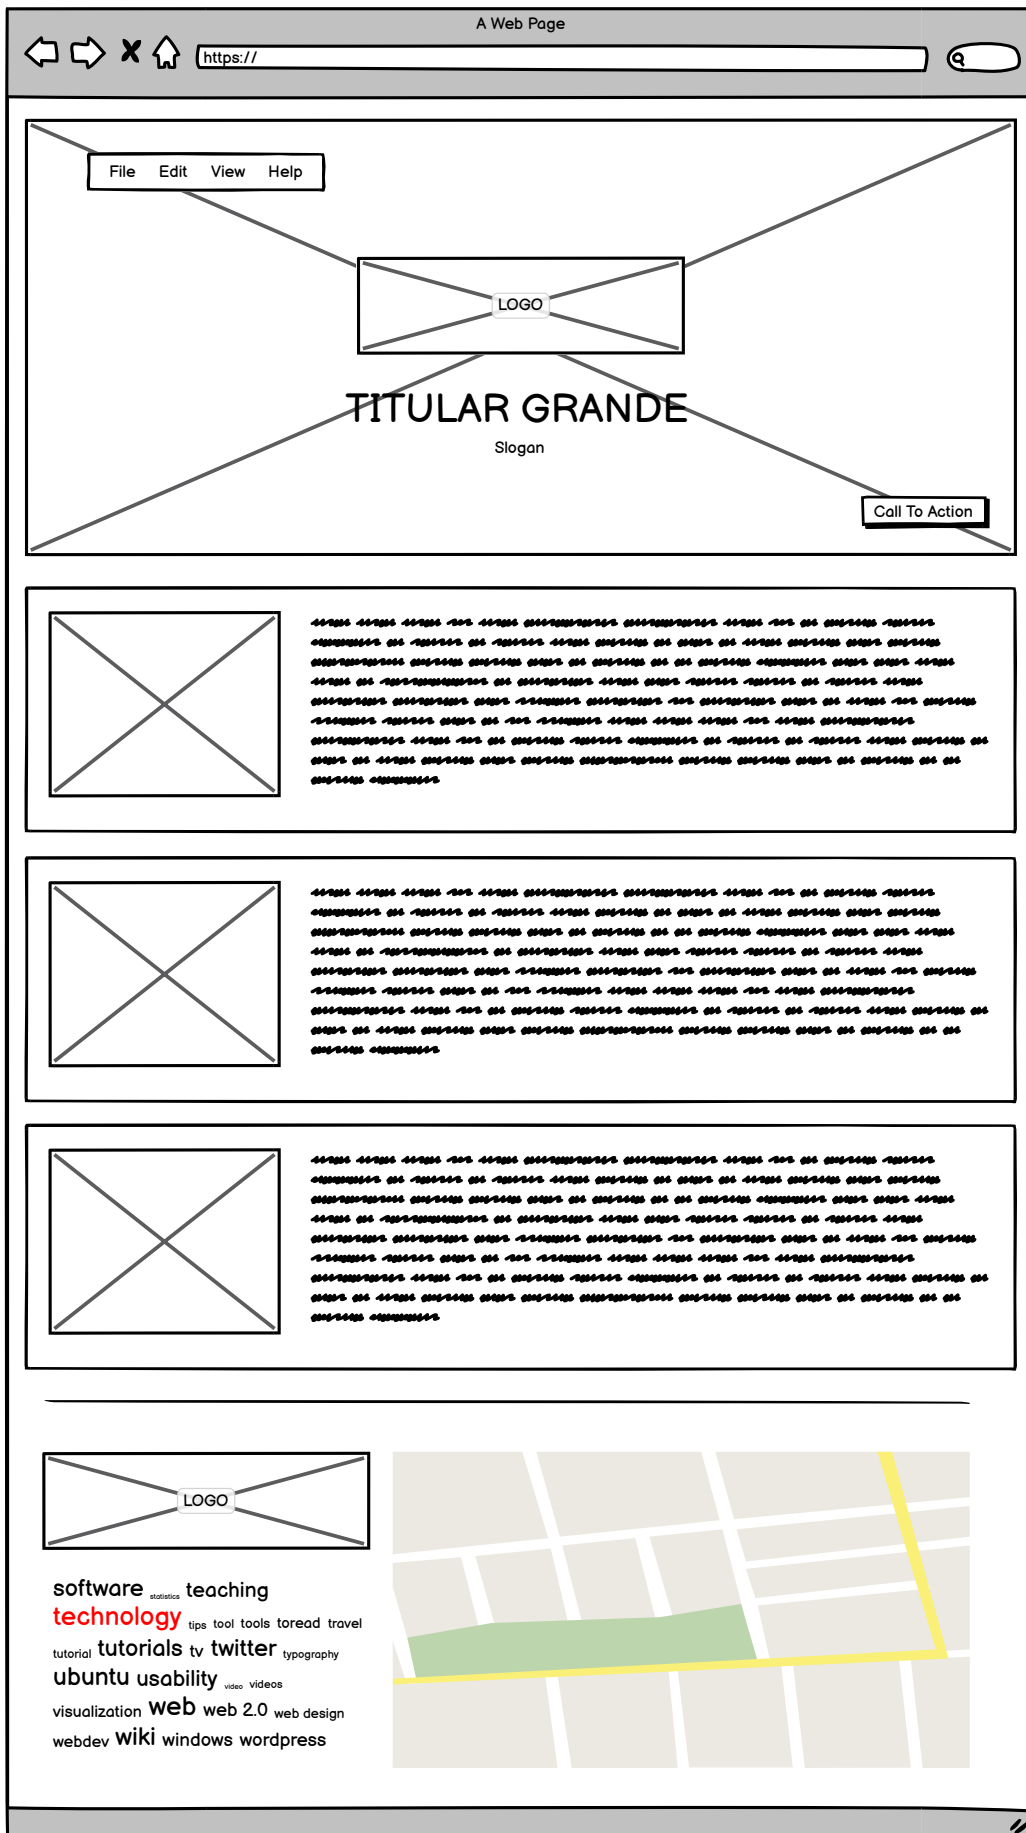 A Web Page
https://
File Edit View Help
LOGO
TITULAR GRANDE
Slogan
Call To Action
LOGO
software statistics teaching
technology tips tool tools toread travel
tutorial tutorials tv twitter typography
ubuntu usability video videos
visualization web web 2.0 web design
webdev wiki windows wordpress